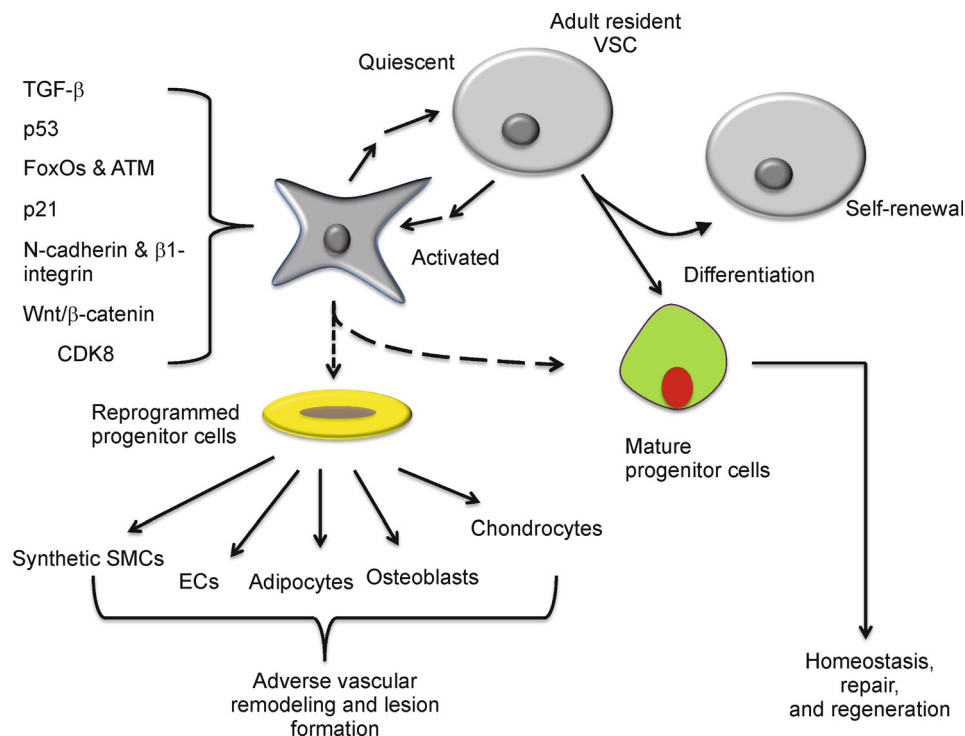 Adult resident
VSC
Quiescent
TGF-β
p53
FoxOs & ATM
p21
N-cadherin & β1-
integrin
Wnt/β-catenin
CDK8
Activated
Self-renewal
Differentiation
Reprogrammed
progenitor cells
Mature
progenitor cells
Synthetic SMCs
ECs
Adipocytes
Osteoblasts
Chondrocytes
Adverse vascular
remodeling and lesion
formation
Homeostasis,
repair,
and regeneration